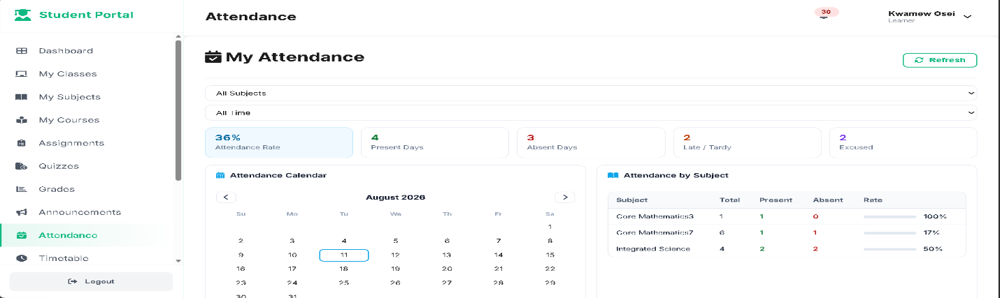 Student Portal
Dashboard
My Classes
My Subjects
My Courses
Assignments
Quizzes
Grades
Announcements
Attendance
Timetable
Logout
Attendance
30
Kwamew Osei
Learner
My Attendance
Refresh
All Subjects
All Time
36%
Attendance Rate
4
Present Days
3
Absent Days
2
Late / Tardy
2
Excused
Attendance Calendar
< August 2026 >
Su Mo Tu We Th Fr Sa
1
2 3 4 5 6 7 8
9 10 11 12 13 14 15
16 17 18 19 20 21 22
23 24 25 26 27 28 29
30 31
Attendance by Subject
Subject Total Present Absent Rate
Core Mathematics3 1 1 0 100%
Core Mathematics7 6 1 1 17%
Integrated Science 4 2 2 50%